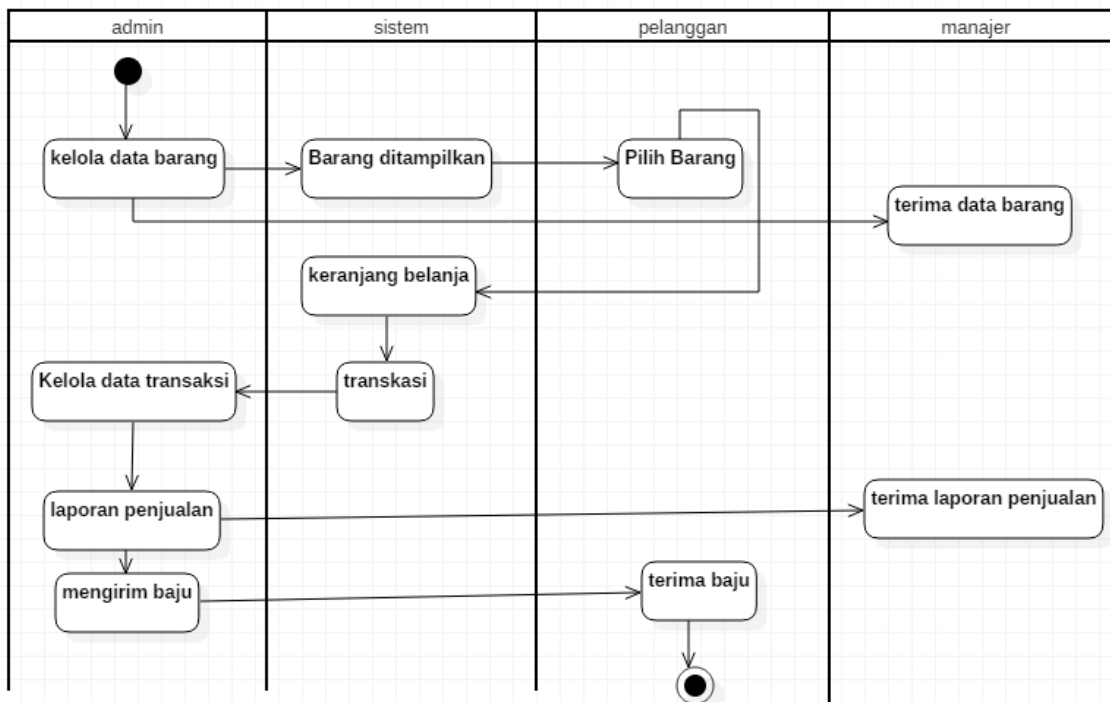 admin
sistem
pelanggan
manajer
kelola data barang
Barang ditampilkan
Pilih Barang
terima data barang
keranjang belanja
Kelola data transaksi
transkasi
laporan penjualan
terima laporan penjualan
mengirim baju
terima baju